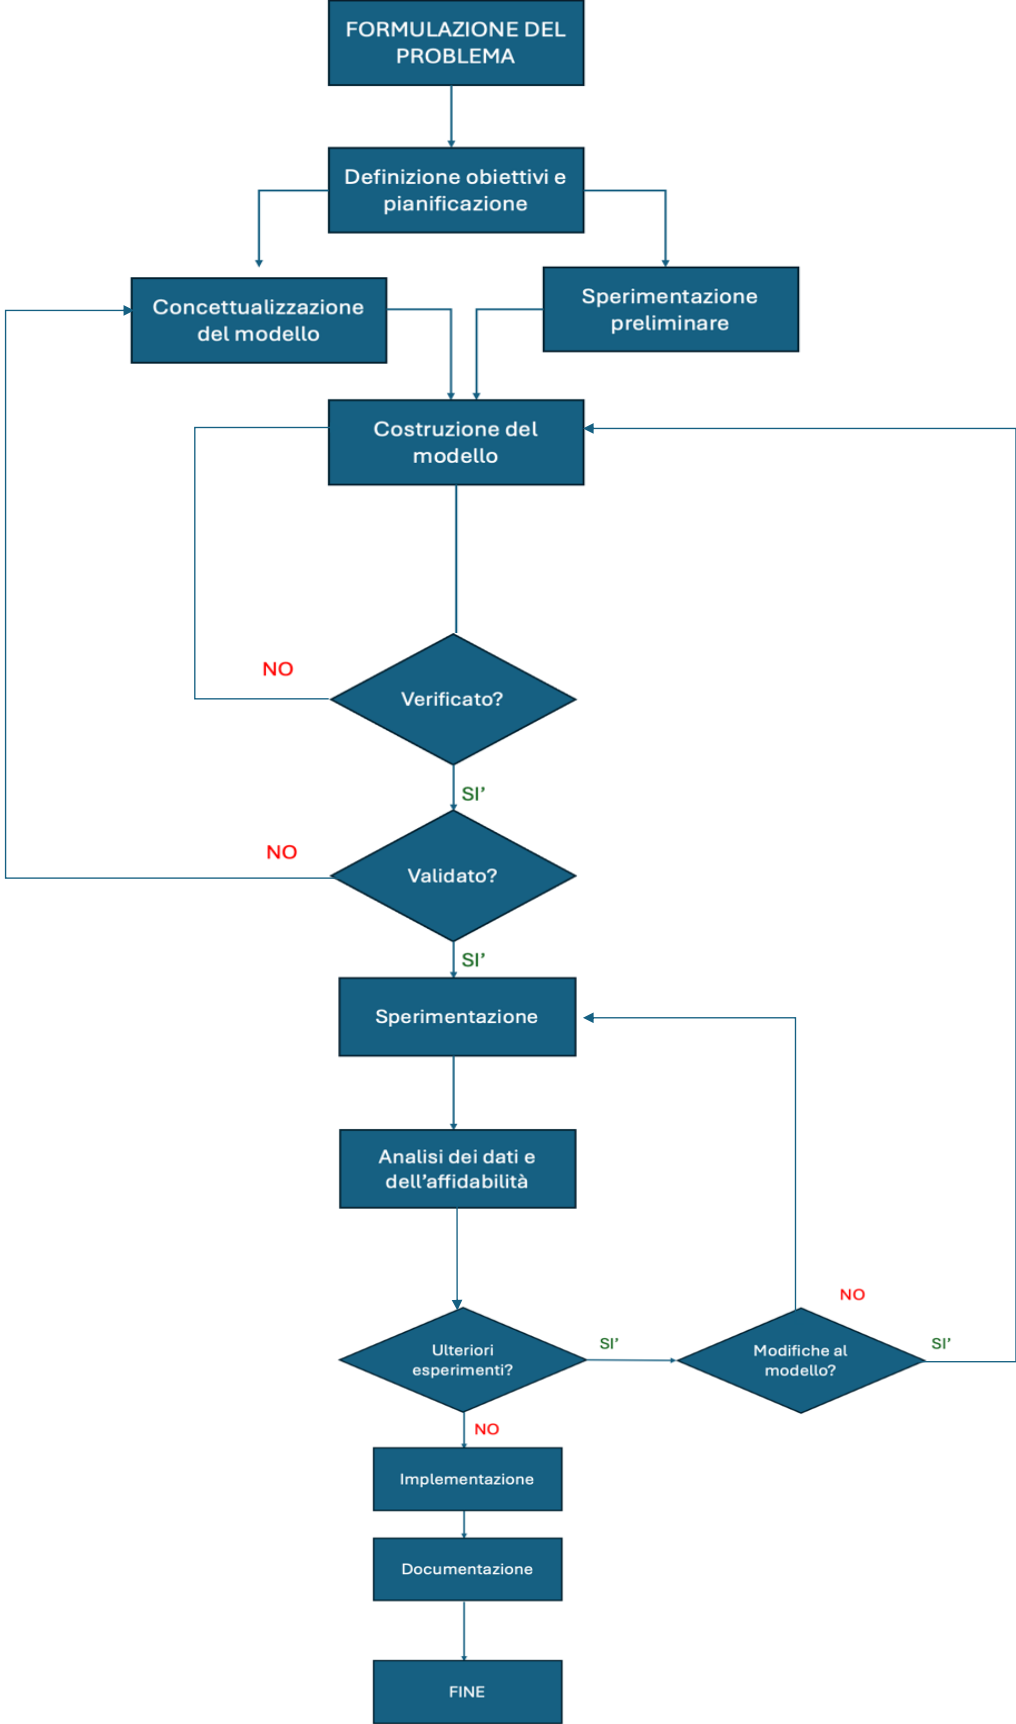 FORMULAZIONE DEL
PROBLEMA
Definizione obiettivi e
pianificazione
Concettualizzazione
del modello
Sperimentazione
preliminare
Costruzione del
modello
NO
Verificato?
SI’
NO
Validato?
SI’
Sperimentazione
Analisi dei dati e
dell’affidabilità
Ulteriori
esperimenti?
SI’
NO
Modifiche al
modello?
SI’
NO
Implementazione
Documentazione
FINE